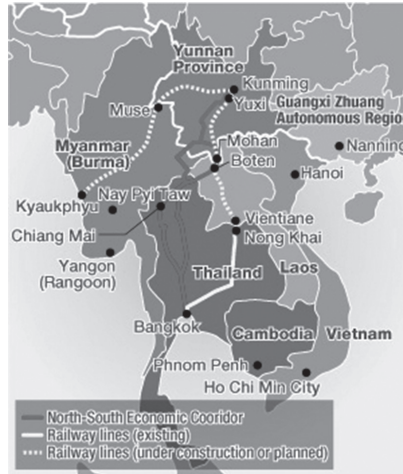 Yunnan
Province
Kunming
Yuxi
Guangxi Zhuang
Autonomous Region
Muse
Mohan
Boten
Nanning
Myanmar
(Burma)
Hanoi
Nay Pyi Taw
Kyaukphyu
Vientiane
Nong Khai
Chiang Mai
Thailand
Laos
Yangon
(Rangoon)
Bangkok
Cambodia
Vietnam
Phnom Penh
Ho Chi Min City
North-South Economic Cooridor
Railway lines (existing)
Railway lines (under construction or planned)